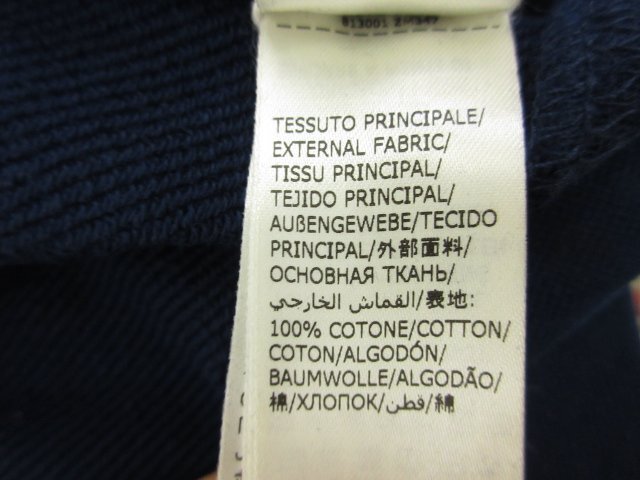 TESSUTO PRINCIPALE/
EXTERNAL FABRIC/
TISSU PRINCIPAL/
TEJIDO PRINCIPAL/
AUßENGEWEBE/TECIDO
PRINCIPAL/外部面料/
ОСНОВНАЯ ТКАНЬ/
القماش الخارجي/表地:
100% COTONE/COTTON/
COTON/ALGODÓN/
BAUMWOLLE/ALGODÃO/
棉/ХЛОПОК/قطن/綿